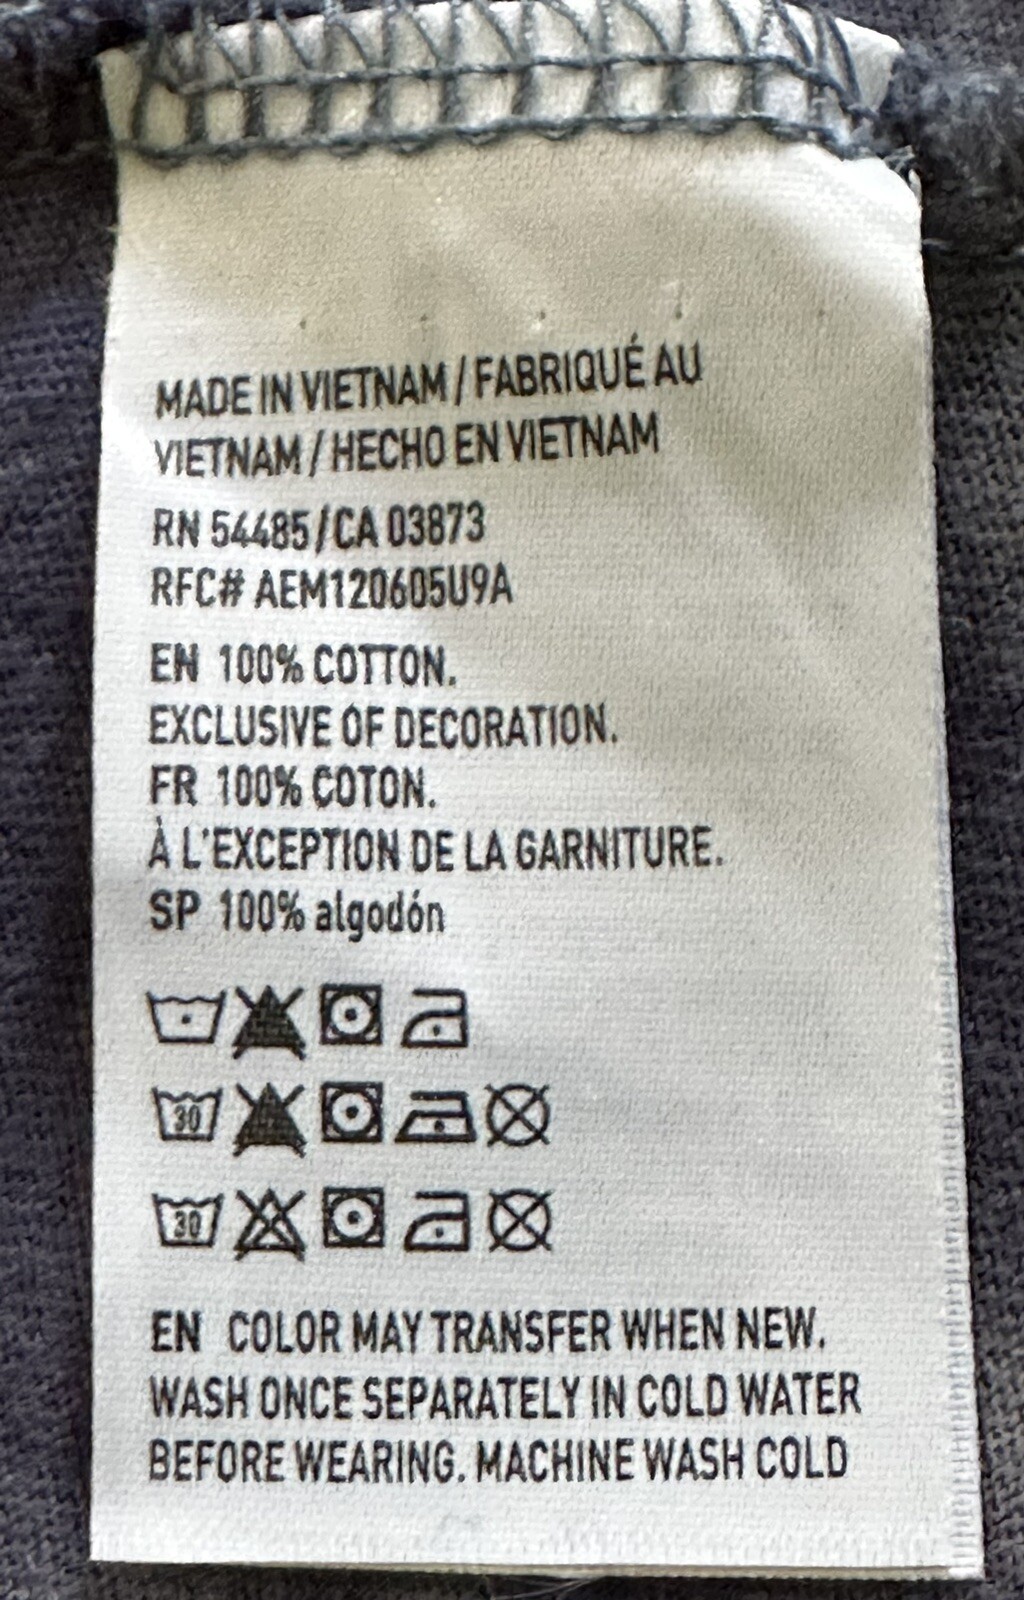 MADE IN VIETNAM / FABRIQUÉ AU
VIETNAM / HECHO EN VIETNAM
RN 54485 / CA 03873
RFC# AEM120605U9A
EN 100% COTTON.
EXCLUSIVE OF DECORATION.
FR 100% COTON.
À L'EXCEPTION DE LA GARNITURE.
SP 100% algodón
30
30
EN COLOR MAY TRANSFER WHEN NEW.
WASH ONCE SEPARATELY IN COLD WATER
BEFORE WEARING. MACHINE WASH COLD